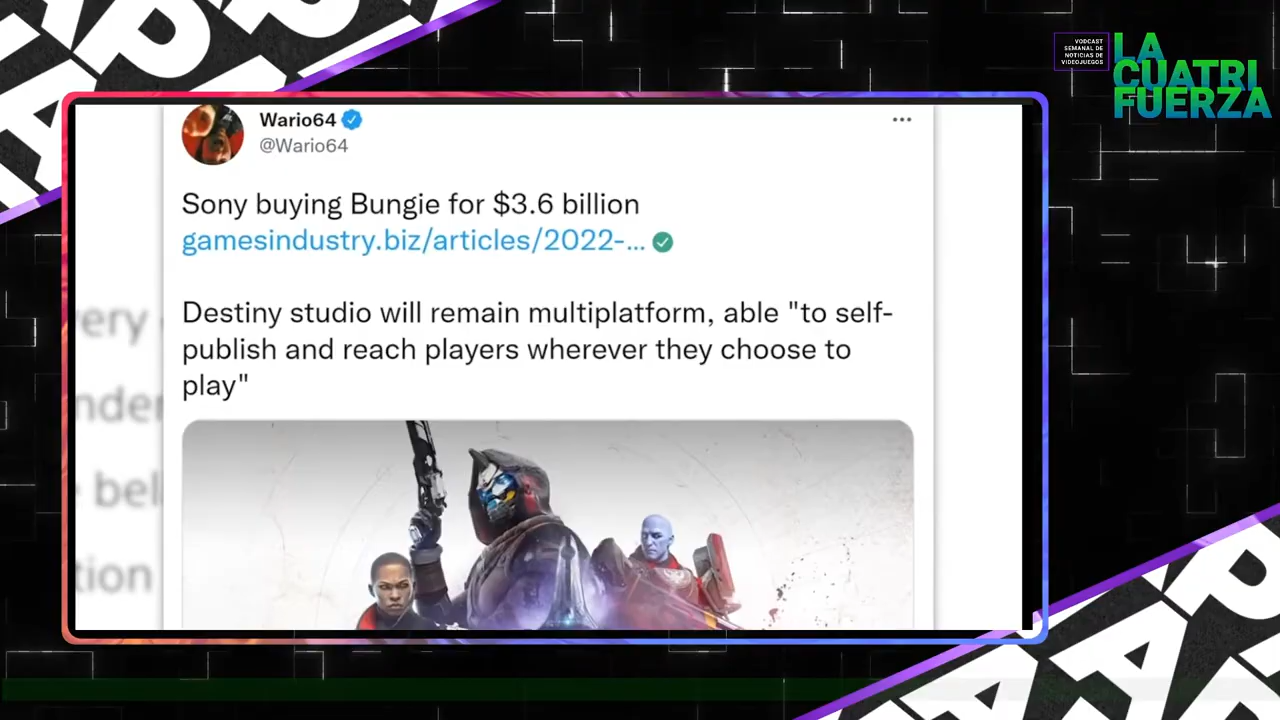 VODCAST
SEMANAL DE
NOTICIAS DE
VIDEOJUEGOS
LA
CUATRI
FUERZA
Wario64
@Wario64
Sony buying Bungie for $3.6 billion
gamesindustry.biz/articles/2022-...
Destiny studio will remain multiplatform, able "to self-
publish and reach players wherever they choose to
play"